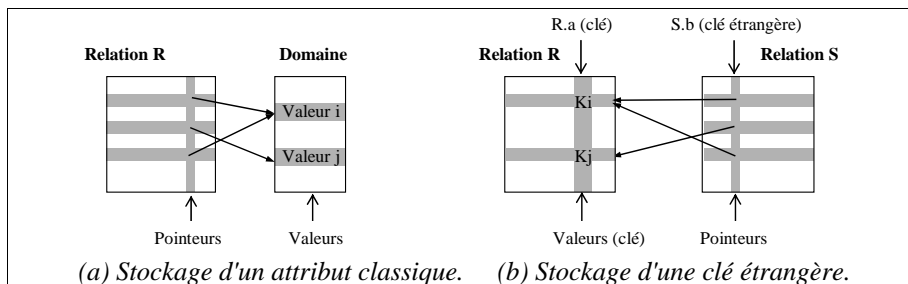 R.a (clé) S.b (clé étrangère)
Relation R Domaine Relation R Relation S
Valeur i Ki
Valeur j Kj
Pointeurs Valeurs Valeurs (clé) Pointeurs
(a) Stockage d'un attribut classique. (b) Stockage d'une clé étrangère.